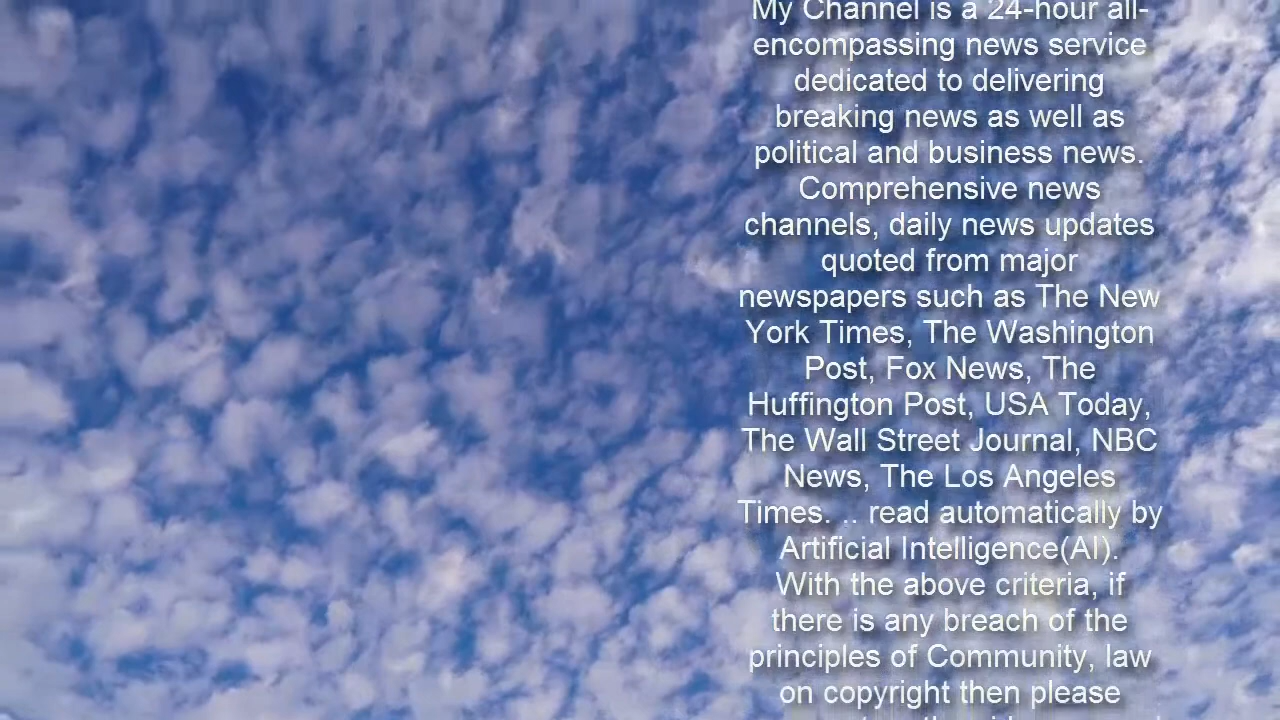 My Channel is a 24-hour all-
encompassing news service
dedicated to delivering
breaking news as well as
political and business news.
Comprehensive news
channels, daily news updates
quoted from major
newspapers such as The New
York Times, The Washington
Post, Fox News, The
Huffington Post, USA Today,
The Wall Street Journal, NBC
News, The Los Angeles
Times. .. read automatically by
Artificial Intelligence(AI).
With the above criteria, if
there is any breach of the
principles of Community, law
on copyright then please